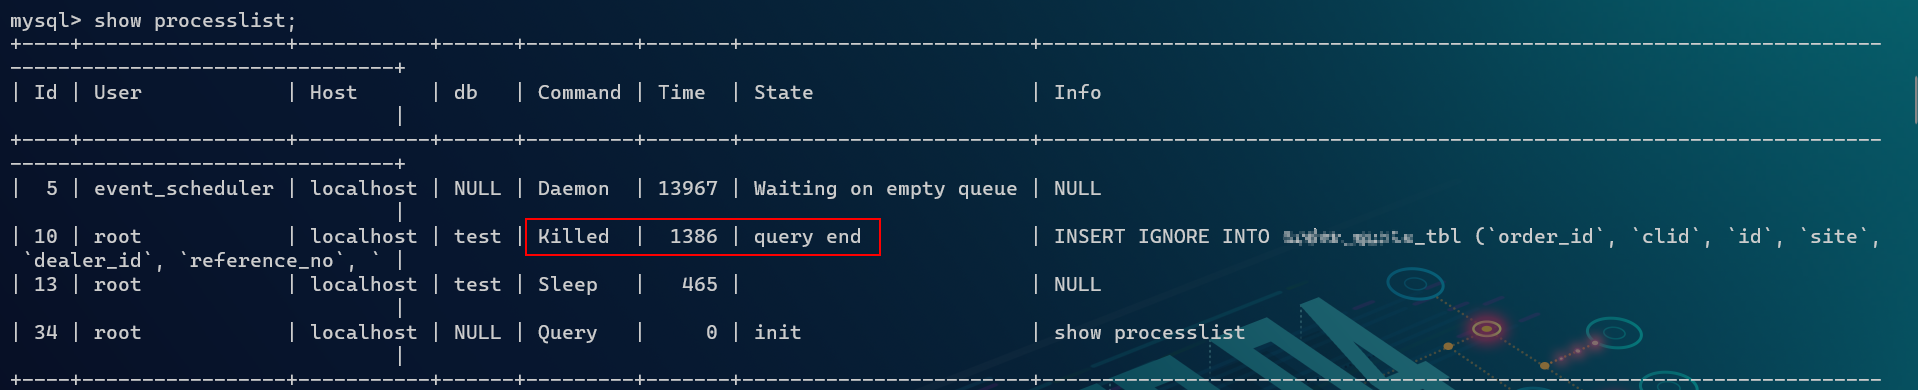 mysql> show processlist;
+----+-----------------+-----------+------+---------+-------+------------------------+----------------------------------------------------------------------
--------------------------------+
| Id | User            | Host      | db   | Command | Time  | State                  | Info
                                |
+----+-----------------+-----------+------+---------+-------+------------------------+----------------------------------------------------------------------
--------------------------------+
|  5 | event_scheduler | localhost | NULL | Daemon  | 13967 | Waiting on empty queue | NULL
                                |
| 10 | root            | localhost | test | Killed  |  1386 | query end              | INSERT IGNORE INTO _tbl (`order_id`, `clid`, `id`, `site`,
 `dealer_id`, `reference_no`, ` |
| 13 | root            | localhost | test | Sleep   |   465 |                        | NULL
                                |
| 34 | root            | localhost | NULL | Query   |     0 | init                   | show processlist
                                |
+----+-----------------+-----------+------+---------+-------+------------------------+----------------------------------------------------------------------